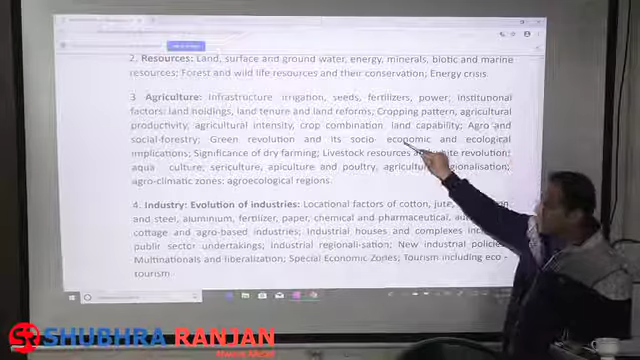 2. Resources: Land, surface and ground water, energy, minerals, biotic and marine
resources; Forest and wild life resources and their conservation; Energy crisis.
3 Agriculture: Infrastructure irrigation, seeds, fertilizers, power; Institutional
factors: land holdings, land tenure and land reforms; Cropping pattern, agricultural
productivity, agricultural intensity, crop combination, land capability; Agro and
social-forestry; Green revolution and its socio economic and ecological
implications; Significance of dry farming; Livestock resources and white revolution;
aqua culture; sericulture, apiculture and poultry, regionalisation;
agro-climatic zones; agroecological regions.
4. Industry: Evolution of industries: Locational factors of cotton, jute,
and steel, aluminium, fertilizer, paper, chemical and pharmaceutical,
cottage and agro-based industries; Industrial houses and complexes
public sector undertakings; Industrial regionali-sation; New industrial
Multinationals and liberalization; Special Economic Zones; Tourism including eco -
tourism.
SHUBHRA RANJAN